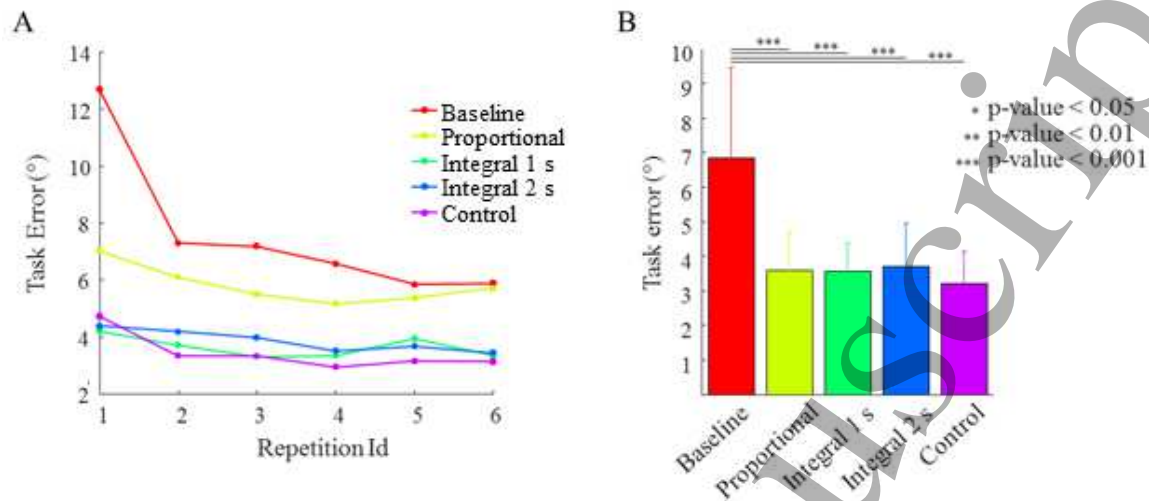 A
Task Error (°)
14
12
10
8
6
4
2
1 2 3 4 5 6
Repetition Id
Baseline
Proportional
Integral 1 s
Integral 2 s
Control
B
Task error (°)
10
9
8
7
6
5
4
3
2
1
*** *** *** ***
* p-value < 0.05
** p-value < 0.01
*** p-value < 0.001
Baseline
Proportional
Integral 1 s
Integral 2 s
Control
uscrip